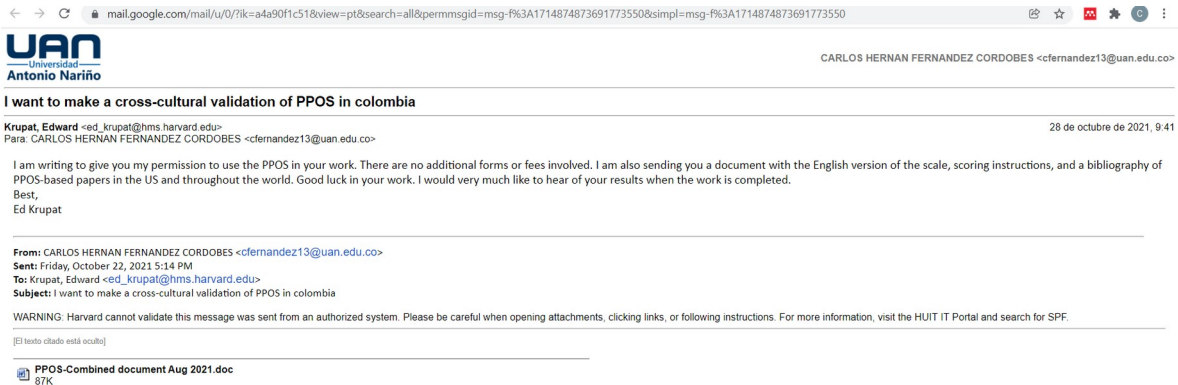 mail.google.com/mail/u/0/?ik=a4a90f1c51&view=pt&search=all&permmsgid=msg-f%3A1714874873691773550&simpl=msg-f%3A1714874873691773550
C
UAN
Universidad
Antonio Nariño
CARLOS HERNAN FERNANDEZ CORDOBES <cfernandez13@uan.edu.co>
I want to make a cross-cultural validation of PPOS in colombia
Krupat, Edward <ed_krupat@hms.harvard.edu>
28 de octubre de 2021, 9:41
Para: CARLOS HERNAN FERNANDEZ CORDOBES <cfernandez13@uan.edu.co>
I am writing to give you my permission to use the PPOS in your work. There are no additional forms or fees involved. I am also sending you a document with the English version of the scale, scoring instructions, and a bibliography of
PPOS-based papers in the US and throughout the world. Good luck in your work. I would very much like to hear of your results when the work is completed.
Best,
Ed Krupat
From: CARLOS HERNAN FERNANDEZ CORDOBES <cfernandez13@uan.edu.co>
Sent: Friday, October 22, 2021 5:14 PM
To: Krupat, Edward <ed_krupat@hms.harvard.edu>
Subject: I want to make a cross-cultural validation of PPOS in colombia
WARNING: Harvard cannot validate this message was sent from an authorized system. Please be careful when opening attachments, clicking links, or following instructions. For more information, visit the HUIT IT Portal and search for SPF.
[El texto citado está oculto]
PPOS-Combined document Aug 2021.doc
87K